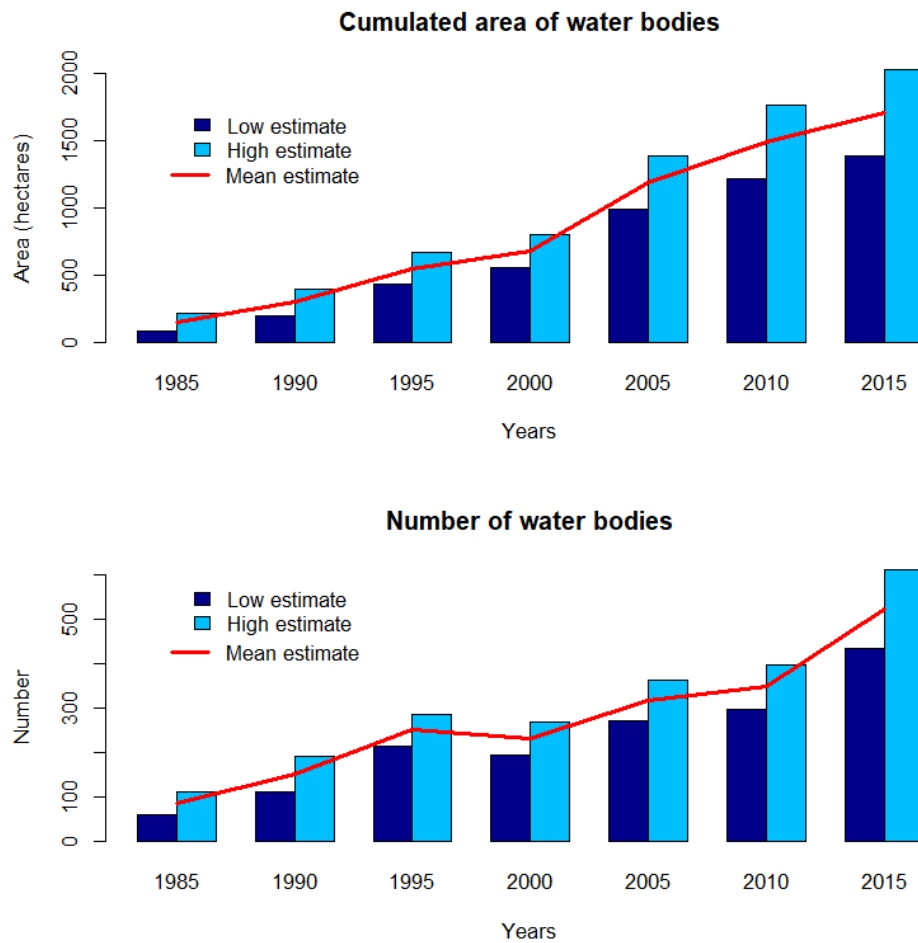 Cumulated area of water bodies
Area (hectares)
2000
1500
1000
500
0
Low estimate
High estimate
Mean estimate
1985 1990 1995 2000 2005 2010 2015
Years
Number of water bodies
Number
500
300
100
0
Low estimate
High estimate
Mean estimate
1985 1990 1995 2000 2005 2010 2015
Years